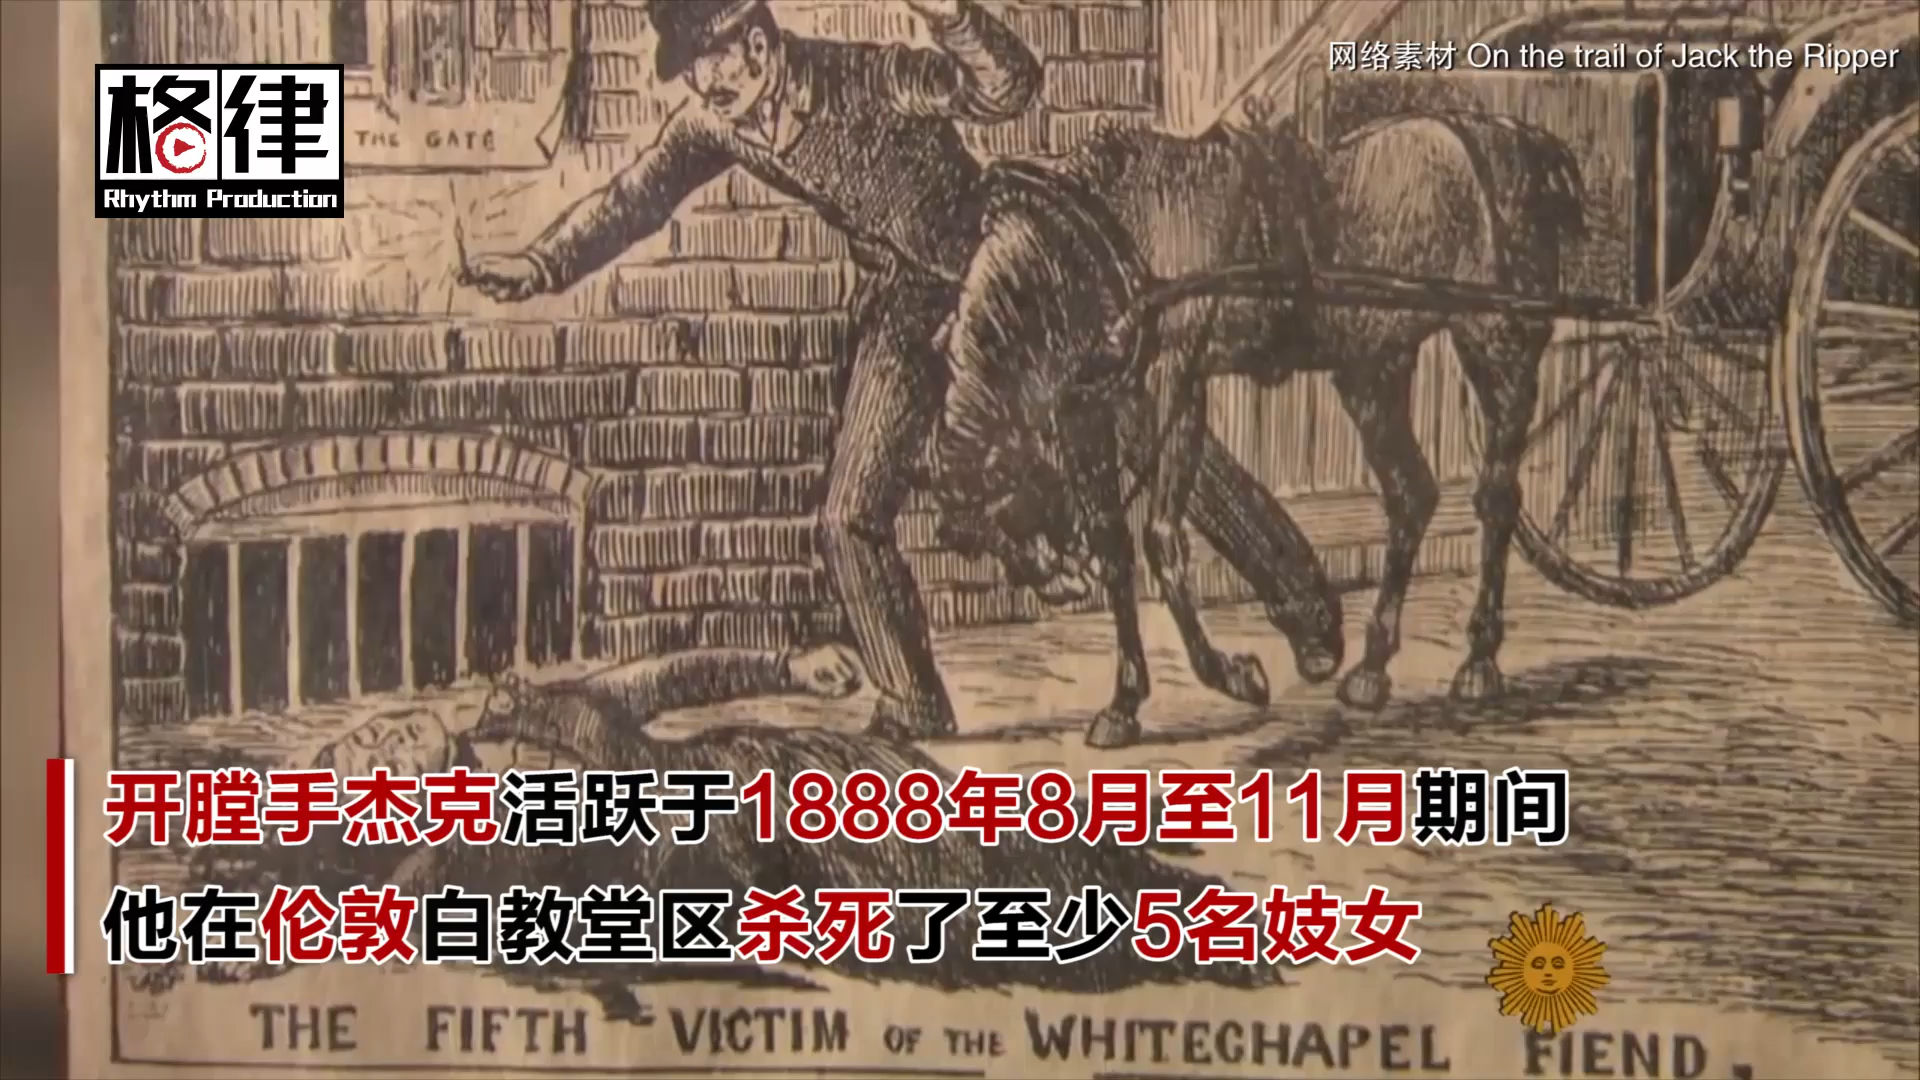 网络素材 On the trail of Jack the Ripper
格律
Rhythm Production
THE GATE
开膛手杰克活跃于1888年8月至11月期间
他在伦敦白教堂区杀死了至少5名妓女
THE FIFTH VICTIM OF THE WHITECHAPEL FIEND.